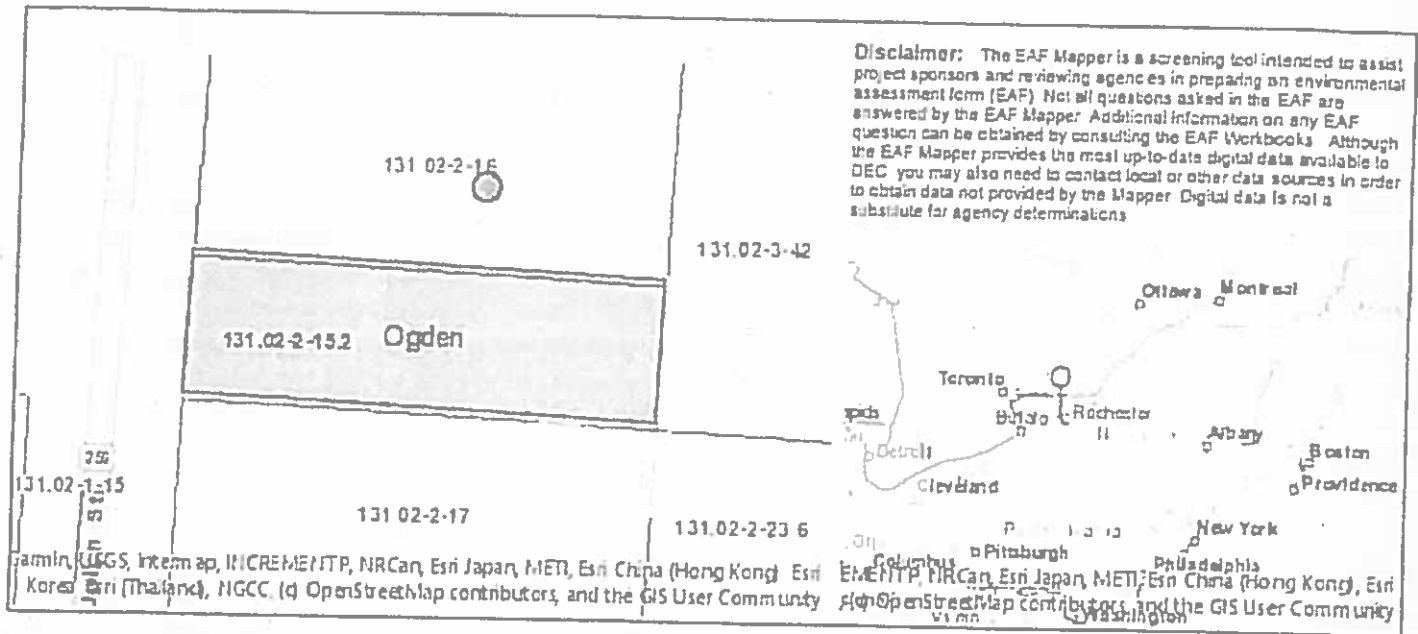 Disclaimer: The EAF Mapper is a screening tool intended to assist
project sponsors and reviewing agencies in preparing an environmental
assessment form (EAF) Not all questions asked in the EAF are
answered by the EAF Mapper Additional information on any EAF
question can be obtained by consulting the EAF Workbooks Although
the EAF Mapper provides the most up-to-date digital data available to
DEC you may also need to contact local or other data sources in order
to obtain data not provided by the Mapper Digital data is not a
substitute for agency determinations
131 02-2-16
131.02-3-42
131.02-2-15.2 Ogden
259
131.02-1-15
131 02-2-17
131.02-2-23 6
Garmin, USGS, Intermap, INCREMENT P, NRCan, Esri Japan, METI, Esri China (Hong Kong) Esri
Korea Esri (Thailand), NGCC, (c) OpenStreetMap contributors, and the GIS User Community
Ottawa
Montreal
Toronto
Buffalo
Rochester
Albany
Boston
Providence
Detroit
Cleveland
New York
Pittsburgh
Philadelphia
Columbus
EMENT P, NRCan, Esri Japan, METI, Esri China (Hong Kong), Esri
OpenStreetMap contributors, and the GIS User Community
Washington